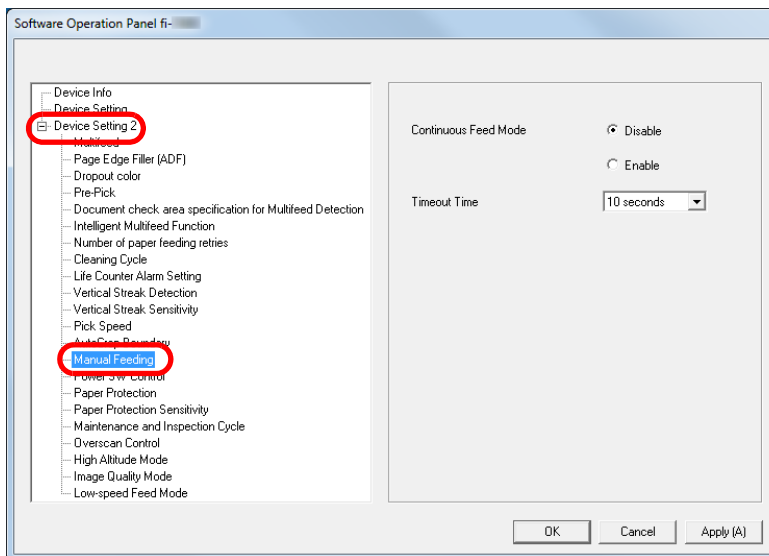 Software Operation Panel fi-
Device Info
Device Setting
Device Setting 2
Multifeed
Page Edge Filler (ADF)
Dropout color
Pre-Pick
Document check area specification for Multifeed Detection
Intelligent Multifeed Function
Number of paper feeding retries
Cleaning Cycle
Life Counter Alarm Setting
Vertical Streak Detection
Vertical Streak Sensitivity
Pick Speed
AutoCrop Boundary
Manual Feeding
Power SW Control
Paper Protection
Paper Protection Sensitivity
Maintenance and Inspection Cycle
Overscan Control
High Altitude Mode
Image Quality Mode
Low-speed Feed Mode
Continuous Feed Mode
Disable
Enable
Timeout Time
10 seconds
OK
Cancel
Apply (A)